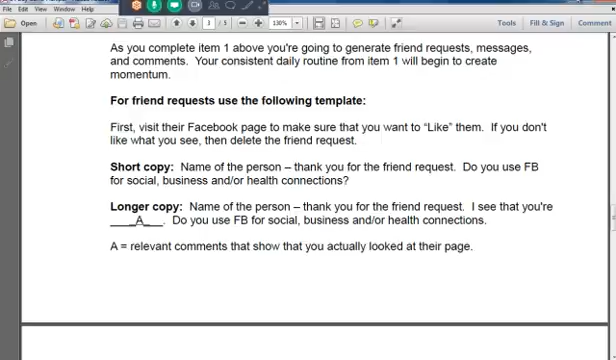 File Edit View Window Help
Open
1
/ 5
130%
Tools
Fill & Sign
Comment
As you complete item 1 above you're going to generate friend requests, messages,
and comments. Your consistent daily routine from item 1 will begin to create
momentum.
For friend requests use the following template:
First, visit their Facebook page to make sure that you want to “Like” them. If you don't
like what you see, then delete the friend request.
Short copy: Name of the person – thank you for the friend request. Do you use FB
for social, business and/or health connections?
Longer copy: Name of the person – thank you for the friend request. I see that you're
____A___. Do you use FB for social, business and/or health connections.
A = relevant comments that show that you actually looked at their page.